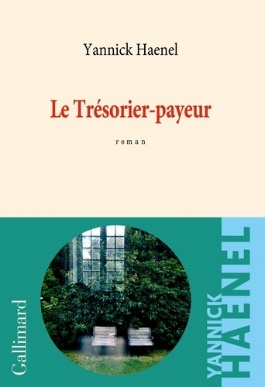 Yannick Haenel
Le Trésorier-payeur
roman
Gallimard
YANNICK
HAENEL